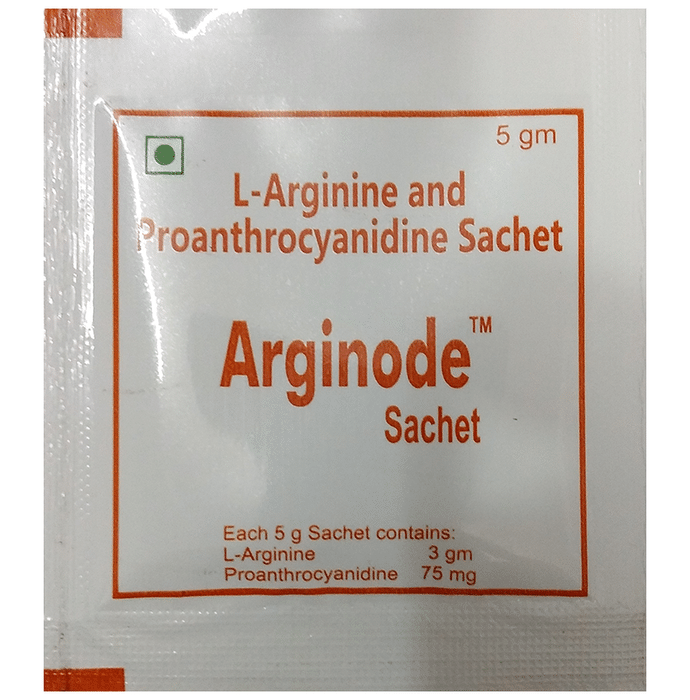 5 gm
L-Arginine and
Proanthrocyanidine Sachet
Arginode™
Sachet
Each 5 g Sachet contains:
L-Arginine 3 gm
Proanthrocyanidine 75 mg